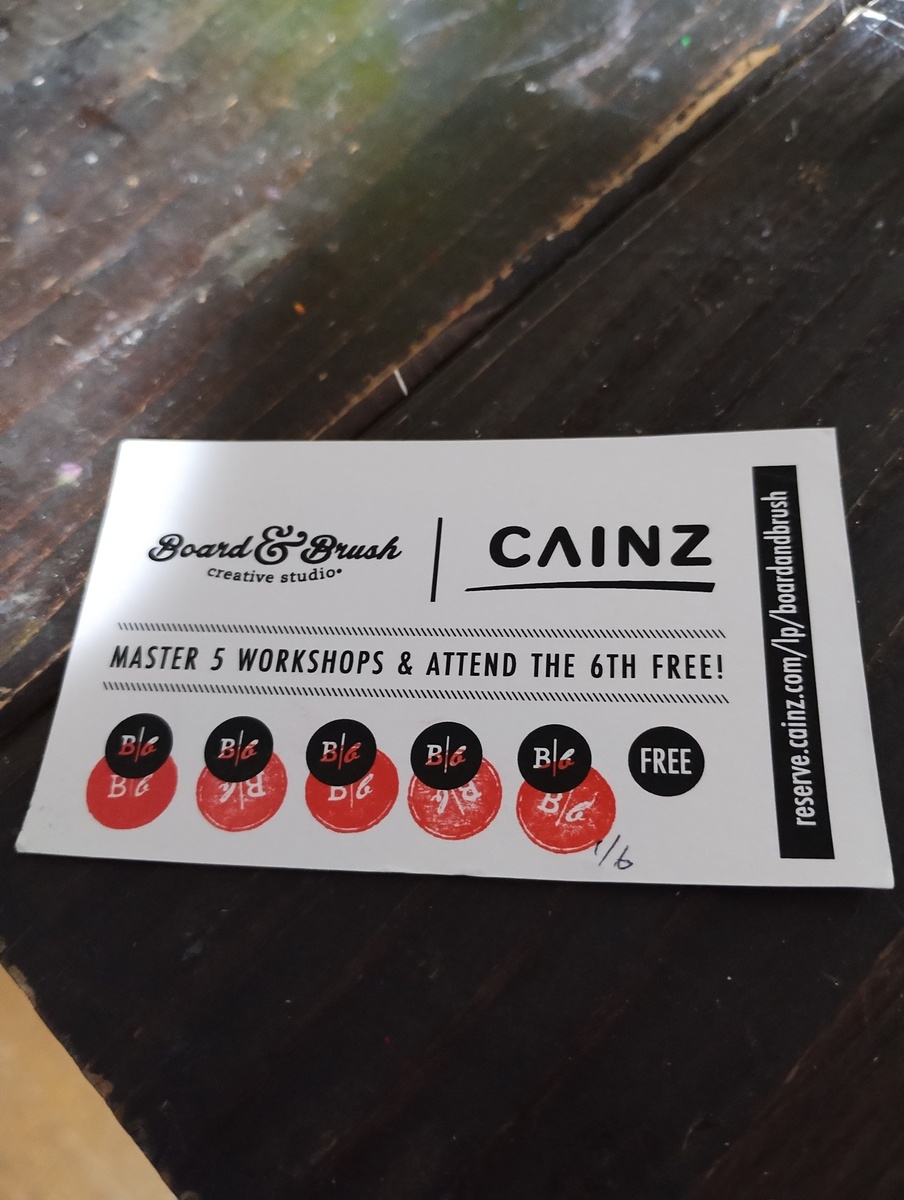 Board & Brush
creative studio
CAINZ
MASTER 5 WORKSHOPS & ATTEND THE 6TH FREE!
B|b B|b B|b B|b B|b FREE
B|b B|b B|b B|b B|b
1/6
reserve.cainz.com/lp/boardandbrush